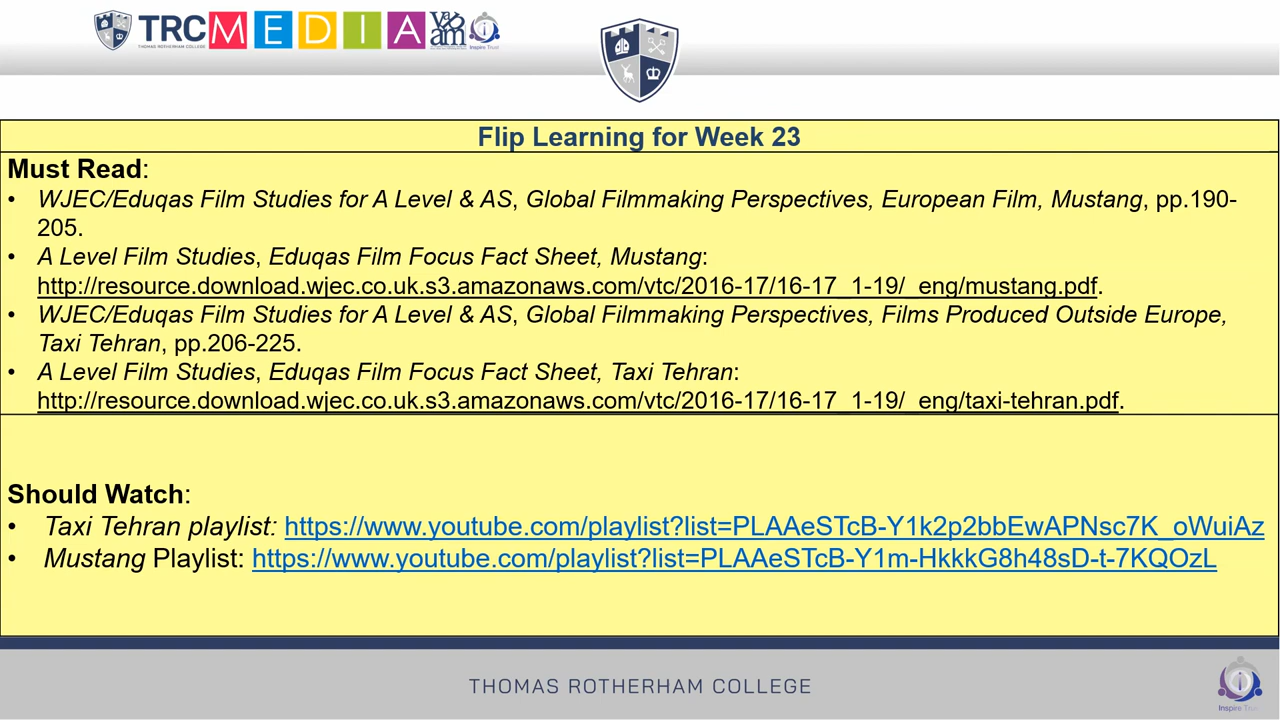 TRC MEDIA
THOMAS ROTHERHAM COLLEGE
Inspire Trust
Flip Learning for Week 23
Must Read:
• WJEC/Eduqas Film Studies for A Level & AS, Global Filmmaking Perspectives, European Film, Mustang, pp.190-
205.
• A Level Film Studies, Eduqas Film Focus Fact Sheet, Mustang:
http://resource.download.wjec.co.uk.s3.amazonaws.com/vtc/2016-17/16-17_1-19/_eng/mustang.pdf.
• WJEC/Eduqas Film Studies for A Level & AS, Global Filmmaking Perspectives, Films Produced Outside Europe,
Taxi Tehran, pp.206-225.
• A Level Film Studies, Eduqas Film Focus Fact Sheet, Taxi Tehran:
http://resource.download.wjec.co.uk.s3.amazonaws.com/vtc/2016-17/16-17_1-19/_eng/taxi-tehran.pdf.
Should Watch:
• Taxi Tehran playlist: https://www.youtube.com/playlist?list=PLAAeSTcB-Y1k2p2bbEwAPNsc7K_oWuiAz
• Mustang Playlist: https://www.youtube.com/playlist?list=PLAAeSTcB-Y1m-HkkkG8h48sD-t-7KQOzL
THOMAS ROTHERHAM COLLEGE
Inspire Trust